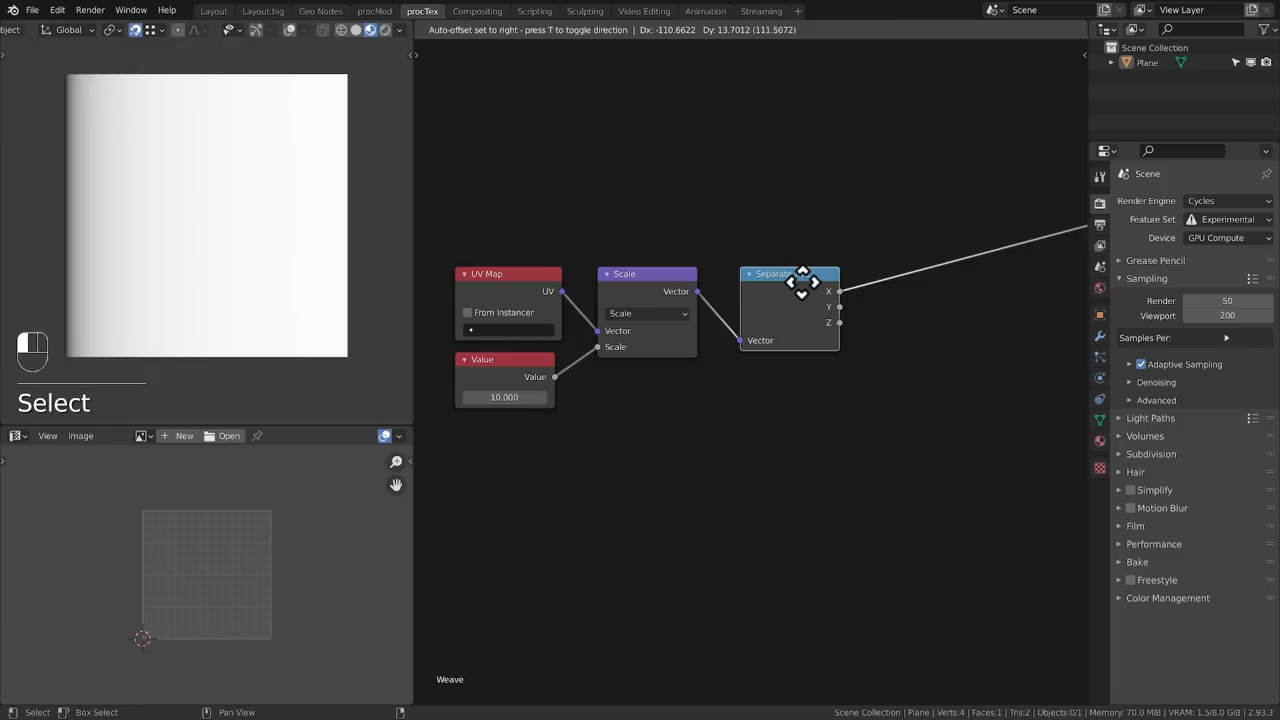 File Edit Render Window Help Layout Layout.big Geo Nodes procMod procTex Compositing Scripting Sculpting Video Editing Animation Streaming + Scene View Layer
bject Global Auto-offset set to right - press T to toggle direction | Dx: -110.6622 Dy: 13.7012 (111.5072)
Scene Collection
Plane
Scene
Render Engine Cycles
Feature Set Experimental
Device GPU Compute
Grease Pencil
Sampling
Render 50
Viewport 200
Samples Per:
Adaptive Sampling
Denoising
Advanced
Light Paths
Volumes
Subdivision
Hair
Simplify
Motion Blur
Film
Performance
Bake
Freestyle
Color Management
UV Map
UV
From Instancer
Value
Value
10.000
Scale
Vector
Scale
Vector
Scale
Separate
X
Y
Z
Vector
Select
View Image New Open
Weave
Select Box Select Pan View Scene Collection | Plane | Verts:4 | Faces:1 | Tris:2 | Objects:0/1 | Memory: 70.0 MiB | VRAM: 1.5/8.0 GiB | 2.93.3